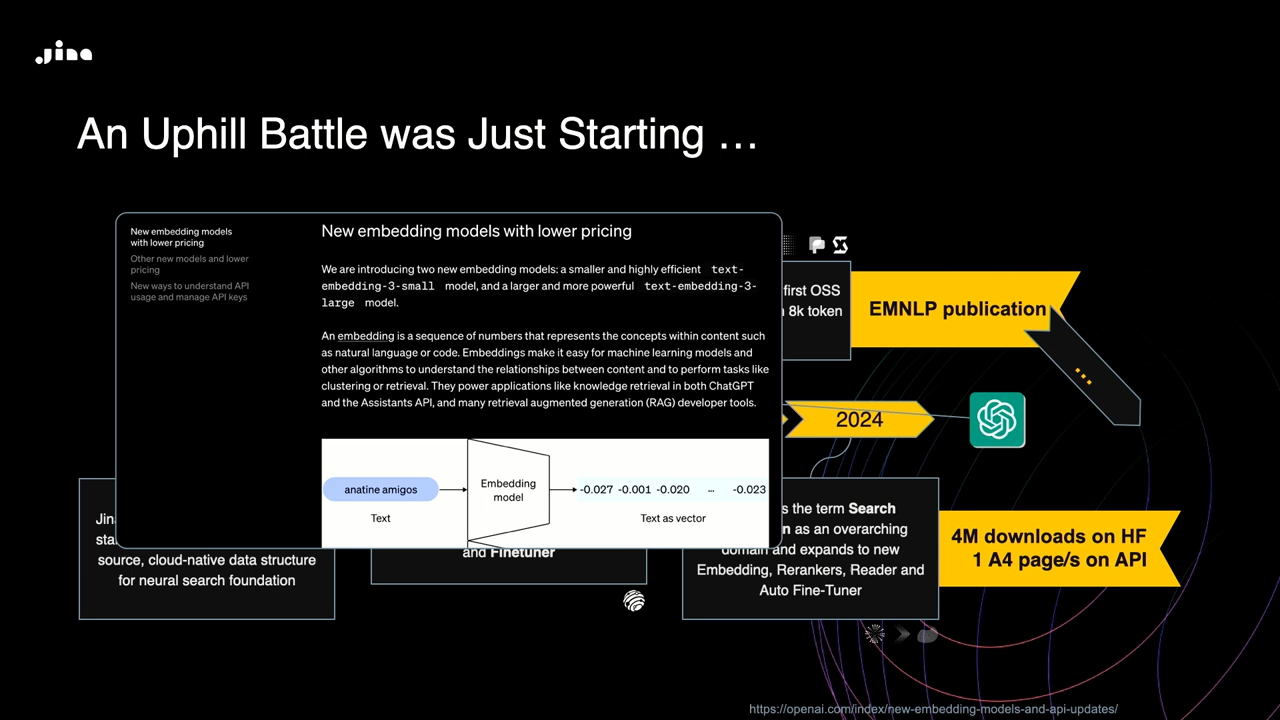 Jina
An Uphill Battle was Just Starting …
New embedding models
with lower pricing
Other new models and lower
pricing
New ways to understand API
usage and manage API keys
New embedding models with lower pricing
We are introducing two new embedding models: a smaller and highly efficient text-
embedding-3-small model, and a larger and more powerful text-embedding-3-
large model.
An embedding is a sequence of numbers that represents the concepts within content such
as natural language or code. Embeddings make it easy for machine learning models and
other algorithms to understand the relationships between content and to perform tasks like
clustering or retrieval. They power applications like knowledge retrieval in both ChatGPT
and the Assistants API, and many retrieval augmented generation (RAG) developer tools.
anatine amigos
Text
Embedding
model
-0.027 -0.001 -0.020 … -0.023
Text as vector
first OSS
8k token
EMNLP publication
2024
Jin
sta
source, cloud-native data structure
for neural search foundation
and Finetuner
s the term Search
n as an overarching
domain and expands to new
Embedding, Rerankers, Reader and
Auto Fine-Tuner
4M downloads on HF
1 A4 page/s on API
https://openai.com/index/new-embedding-models-and-api-updates/